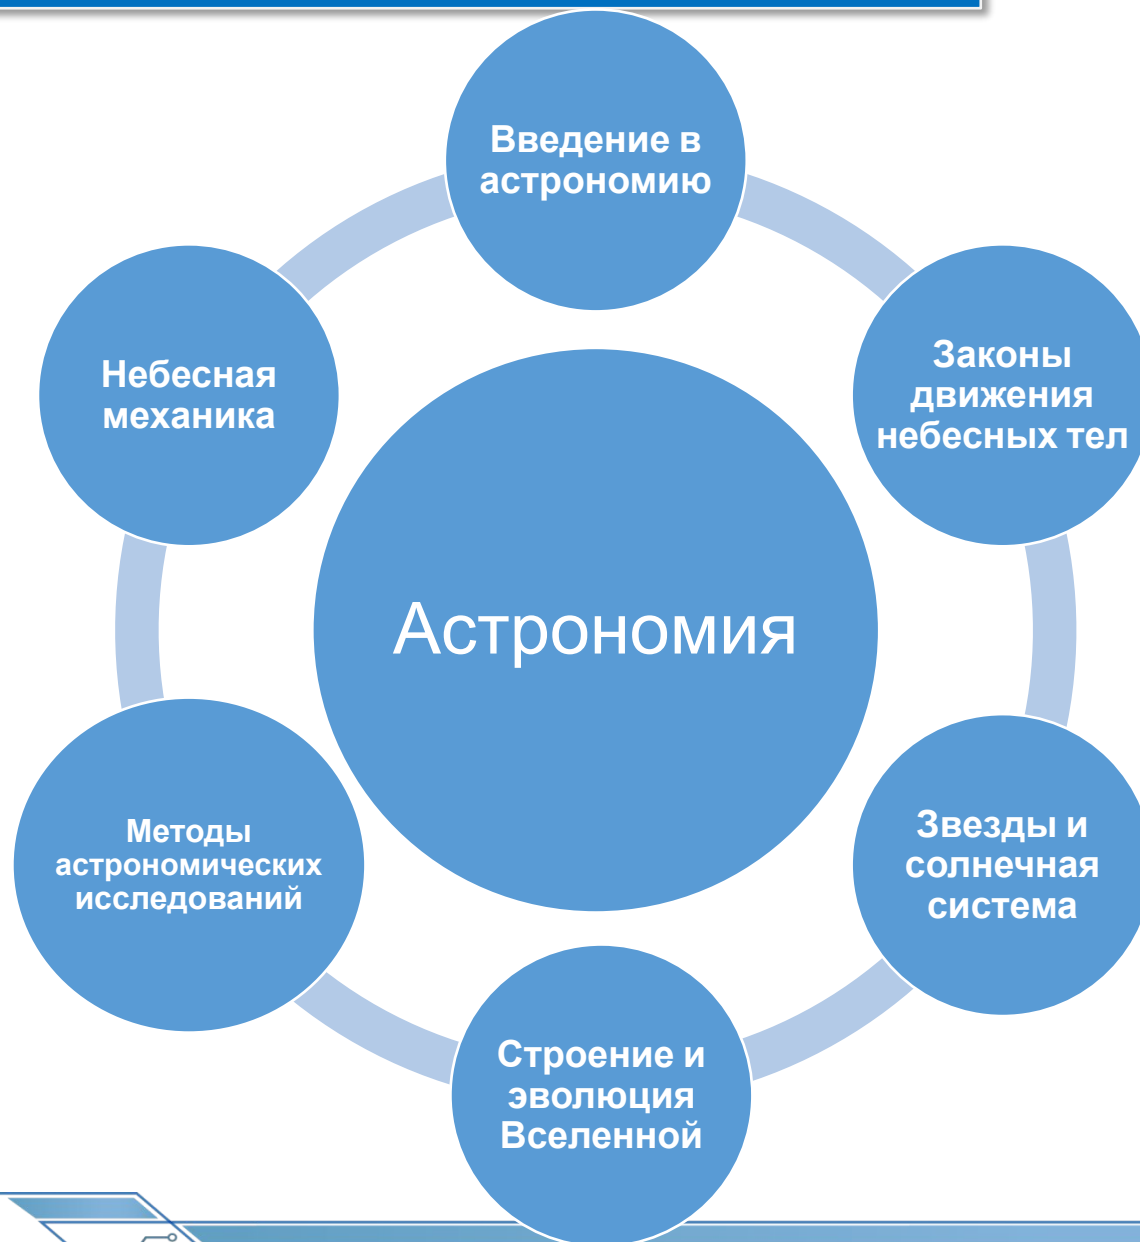 Введение в
астрономию
Законы
движения
небесных тел
Звезды и
солнечная
система
Строение и
эволюция
Вселенной
Методы
астрономических
исследований
Небесная
механика
Астрономия